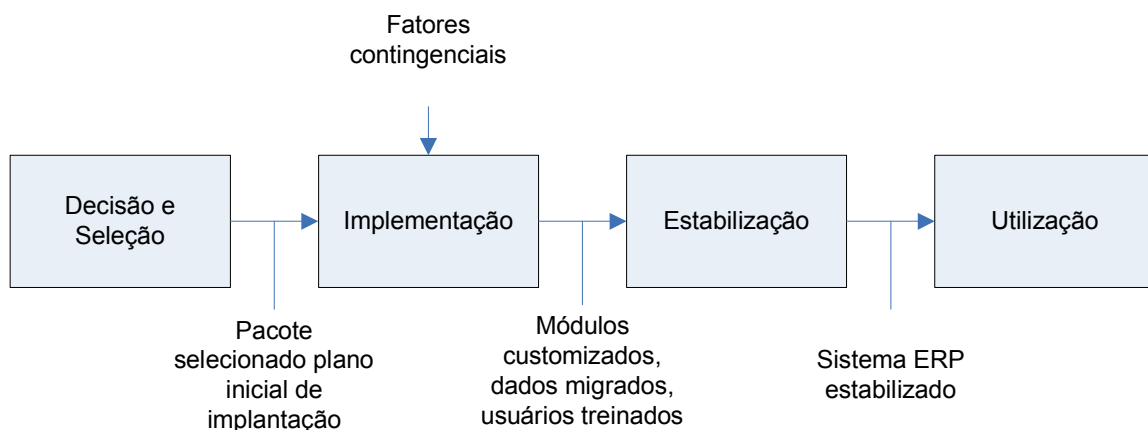 Fatores
contingenciais
Decisão e
Seleção
Implementação
Estabilização
Utilização
Pacote
selecionado plano
inicial de
implantação
Módulos
customizados,
dados migrados,
usuários treinados
Sistema ERP
estabilizado